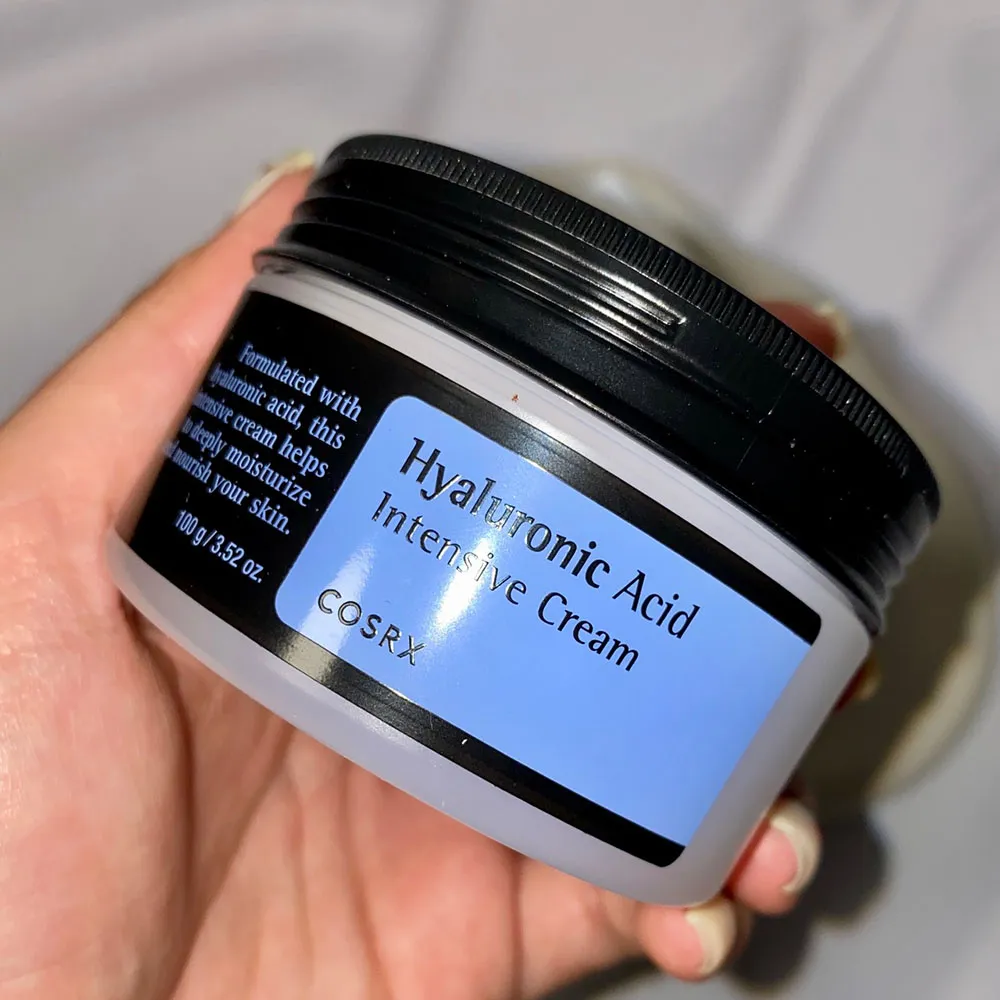 Formulated with
hyaluronic acid, this
intensive cream helps
to deeply moisturize
nourish your skin.
100 g / 3.52 oz.
Hyaluronic Acid
Intensive Cream
COSRX